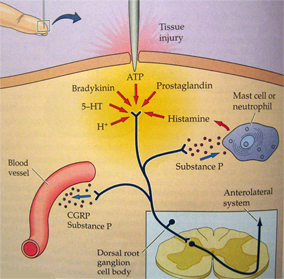 Tissue
injury
ATP
Bradykinin
Prostaglandin
5–HT
H+
Histamine
Mast cell or
neutrophil
Substance P
Blood
vessel
CGRP
Substance P
Anterolateral
system
Dorsal root
ganglion
cell body